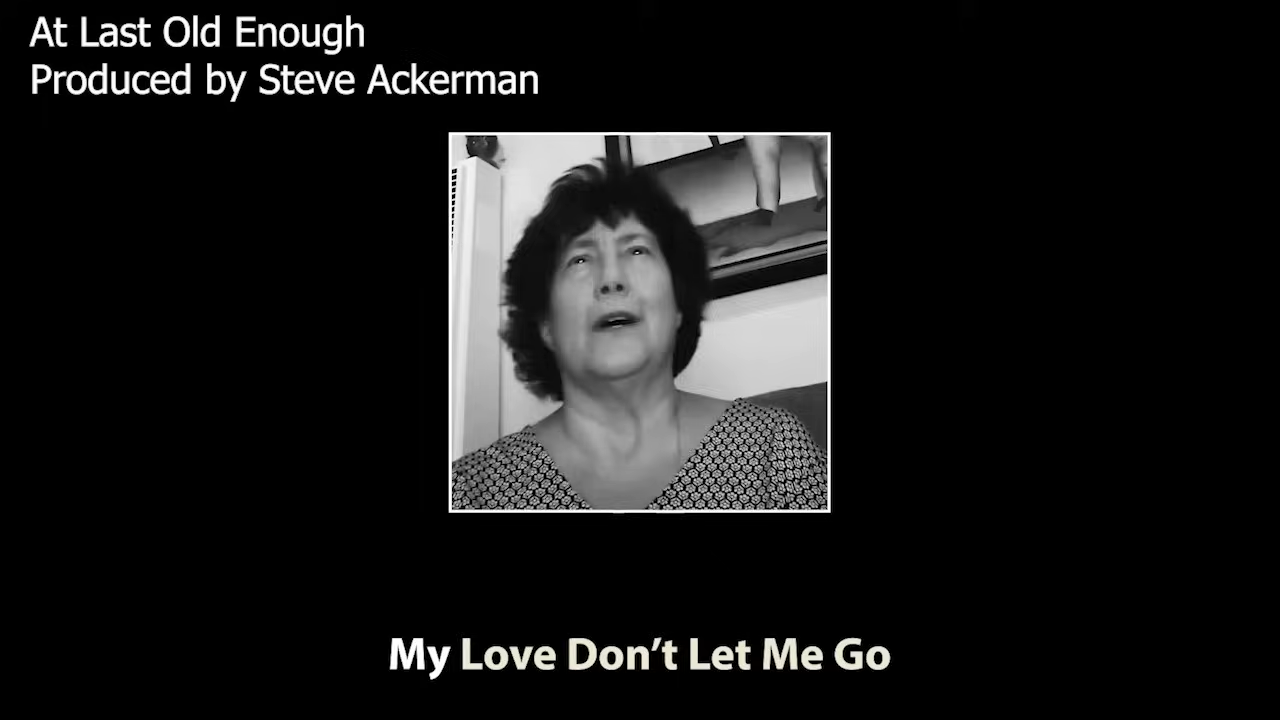 At Last Old Enough
Produced by Steve Ackerman
My Love Don't Let Me Go